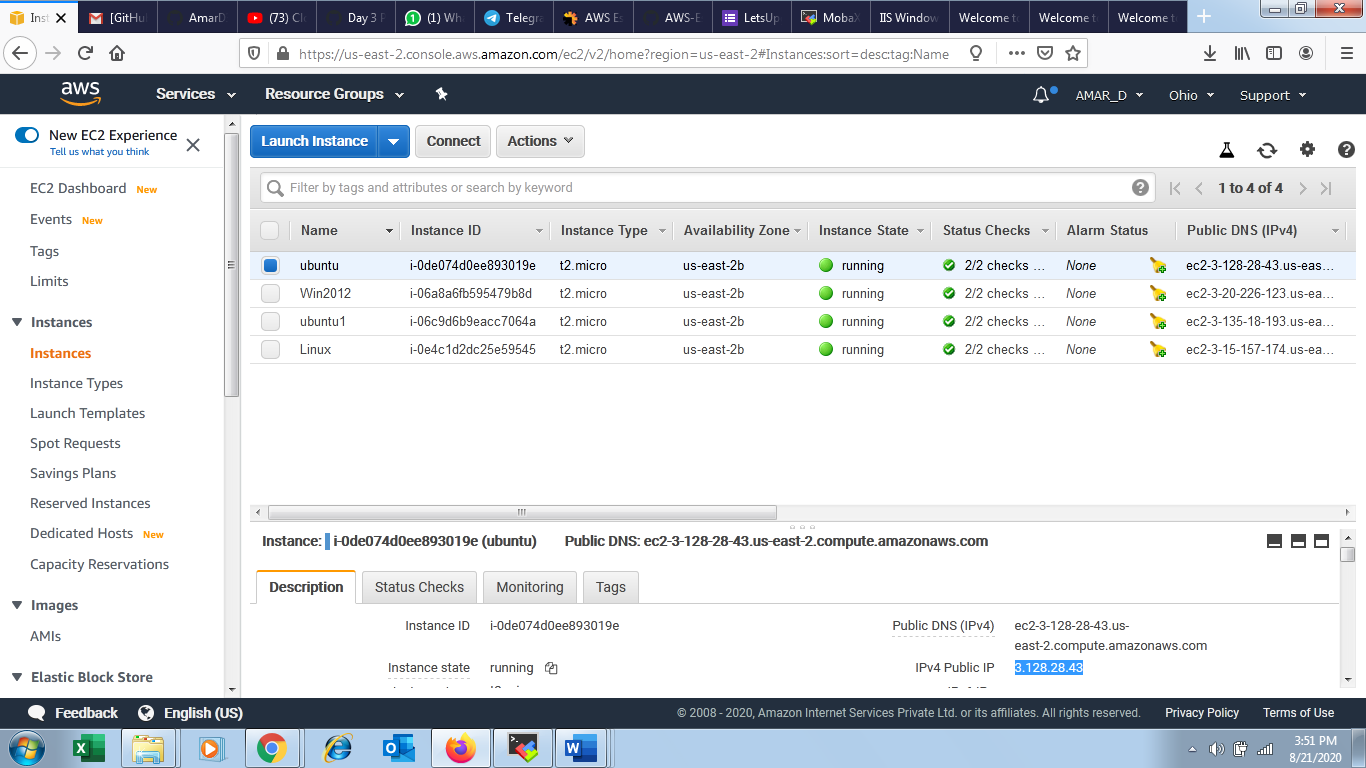 Inst
[GitHu
AmarD
(73) Cl
Day 3 P
(1) Wha
Telegra
AWS Es
AWS-E
LetsUp
MobaX
IIS Window
Welcome to
Welcome to
Welcome to
https://us-east-2.console.aws.amazon.com/ec2/v2/home?region=us-east-2#Instances:sort=desc:tag:Name
aws
Services
Resource Groups
AMAR_D
Ohio
Support
New EC2 Experience
Tell us what you think
EC2 Dashboard New
Events New
Tags
Limits
Instances
Instances
Instance Types
Launch Templates
Spot Requests
Savings Plans
Reserved Instances
Dedicated Hosts New
Capacity Reservations
Images
AMIs
Elastic Block Store
Launch Instance
Connect
Actions
Filter by tags and attributes or search by keyword
1 to 4 of 4
Name Instance ID Instance Type Availability Zone Instance State Status Checks Alarm Status Public DNS (IPv4)
ubuntu i-0de074d0ee893019e t2.micro us-east-2b running 2/2 checks ... None ec2-3-128-28-43.us-eas...
Win2012 i-06a8a6fb595479b8d t2.micro us-east-2b running 2/2 checks ... None ec2-3-20-226-123.us-ea...
ubuntu1 i-06c9d6b9eacc7064a t2.micro us-east-2b running 2/2 checks ... None ec2-3-135-18-193.us-ea...
Linux i-0e4c1d2dc25e59545 t2.micro us-east-2b running 2/2 checks ... None ec2-3-15-157-174.us-ea...
Instance: i-0de074d0ee893019e (ubuntu) Public DNS: ec2-3-128-28-43.us-east-2.compute.amazonaws.com
Description
Status Checks
Monitoring
Tags
Instance ID i-0de074d0ee893019e
Public DNS (IPv4) ec2-3-128-28-43.us-
east-2.compute.amazonaws.com
Instance state running
IPv4 Public IP 3.128.28.43
Feedback
English (US)
© 2008 - 2020, Amazon Internet Services Private Ltd. or its affiliates. All rights reserved.
Privacy Policy
Terms of Use
3:51 PM
8/21/2020